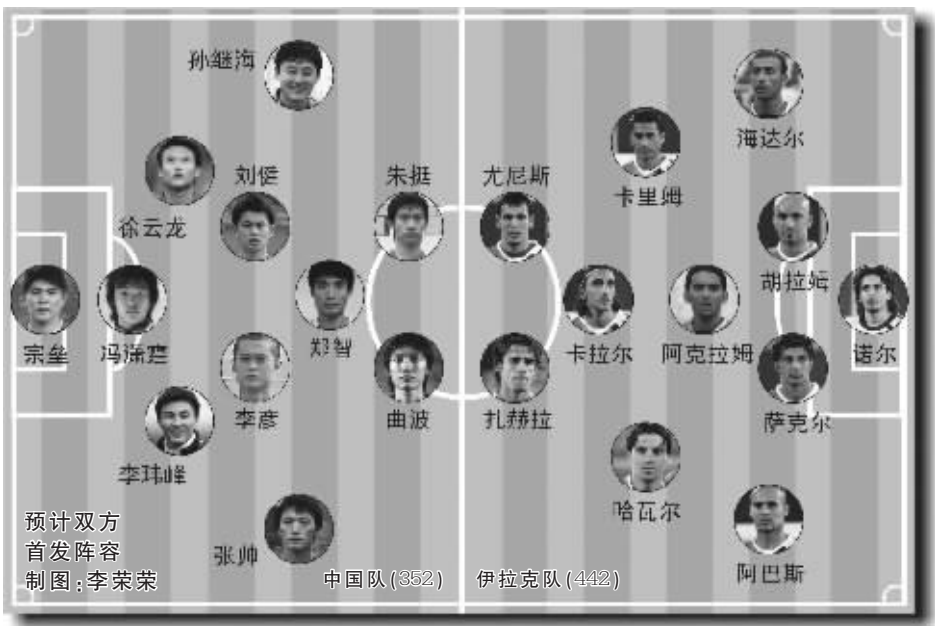 孙继海
海达尔
刘健
朱挺
尤尼斯
卡里姆
徐云龙
胡拉姆
宗垒
冯潇霆
郑智
卡拉尔
阿克拉姆
诺尔
李彦
曲波
扎赫拉
萨克尔
李玮峰
哈瓦尔
张帅
阿巴斯
预计双方
首发阵容
制图:李荣荣
中国队(352)
伊拉克队(442)